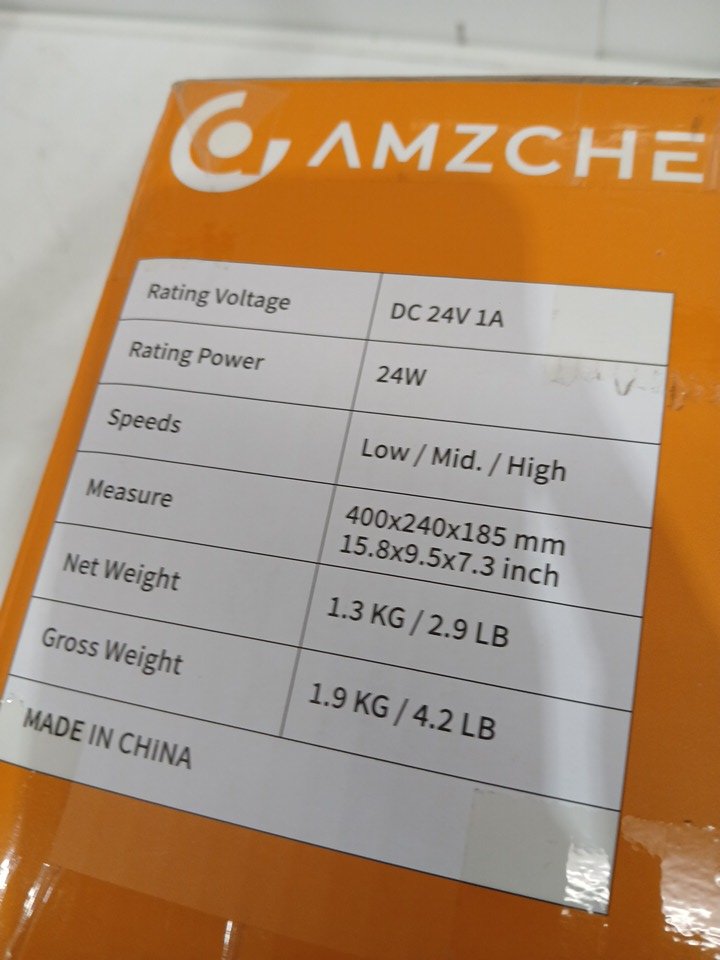 AMZCHE
Rating Voltage DC 24V 1A
Rating Power 24W
Speeds Low / Mid. / High
Measure 400x240x185 mm
15.8x9.5x7.3 inch
Net Weight 1.3 KG / 2.9 LB
Gross Weight 1.9 KG / 4.2 LB
MADE IN CHINA